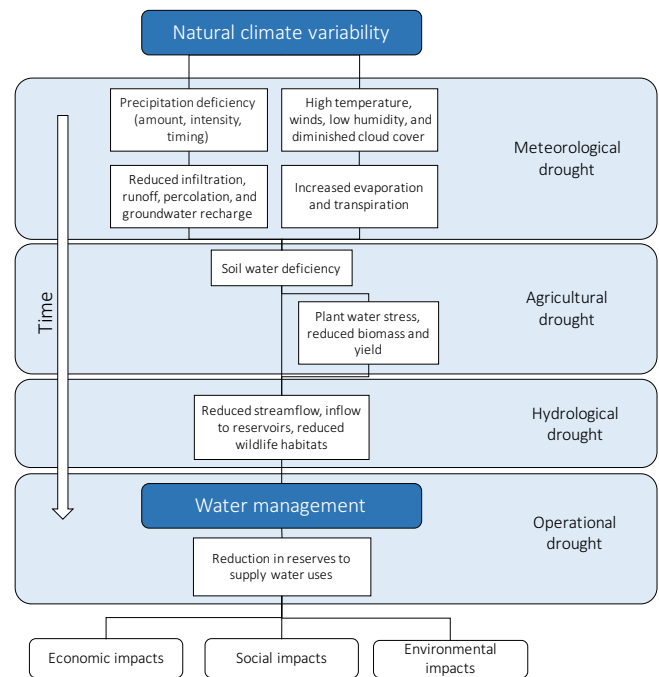 Natural climate variability
Precipitation deficiency
(amount, intensity,
timing)
High temperature,
winds, low humidity, and
diminished cloud cover
Meteorological
drought
Reduced infiltration,
runoff, percolation, and
groundwater recharge
Increased evaporation
and transpiration
Time
Soil water deficiency
Agricultural
drought
Plant water stress,
reduced biomass and
yield
Reduced streamflow, inflow
to reservoirs, reduced
wildlife habitats
Hydrological
drought
Water management
Operational
drought
Reduction in reserves to
supply water uses
Economic impacts
Social impacts
Environmental
impacts